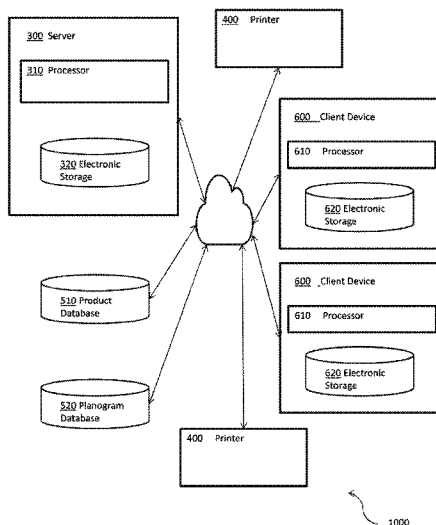 300 Server
310 Processor
320 Electronic
Storage
400 Printer
600 Client Device
610 Processor
620 Electronic
Storage
600 Client Device
610 Processor
620 Electronic
Storage
510 Product
Database
520 Planogram
Database
400 Printer
1000